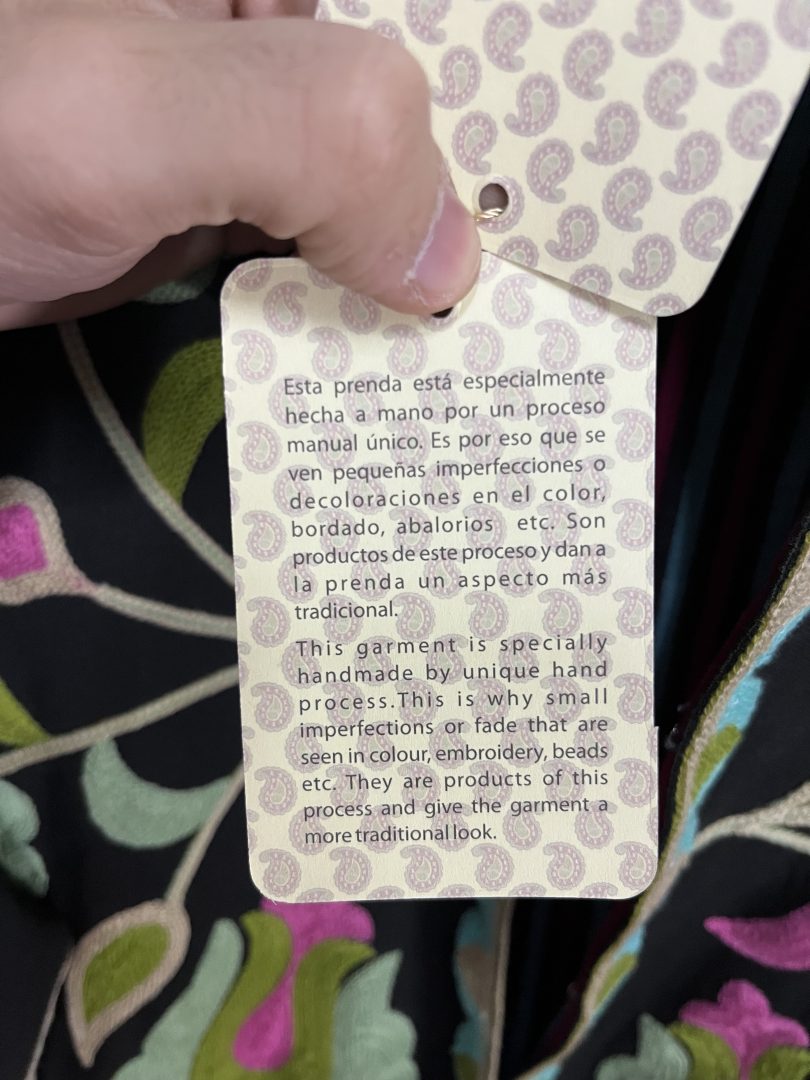 Esta prenda está especialmente
hecha a mano por un proceso
manual único. Es por eso que se
ven pequeñas imperfecciones o
decoloraciones en el color,
bordado, abalorios etc. Son
productos de este proceso y dan a
la prenda un aspecto más
tradicional.
This garment is specially
handmade by unique hand
process.This is why small
imperfections or fade that are
seen in colour, embroidery, beads
etc. They are products of this
process and give the garment a
more traditional look.